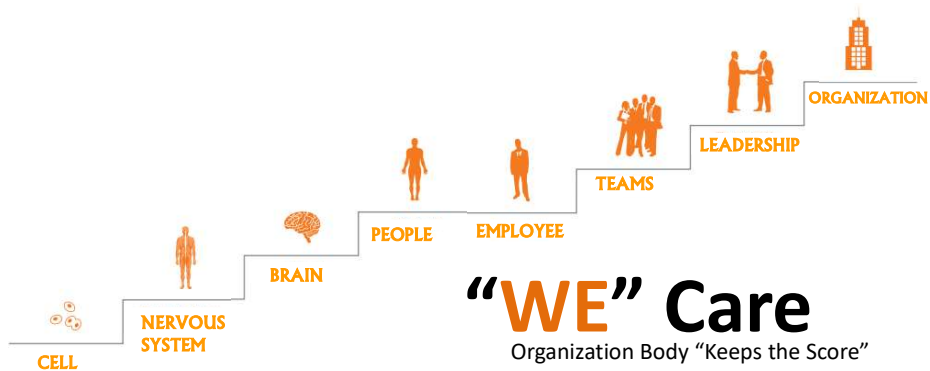 CELL
NERVOUS
SYSTEM
BRAIN
PEOPLE
EMPLOYEE
TEAMS
LEADERSHIP
ORGANIZATION
“WE” Care
Organization Body “Keeps the Score”